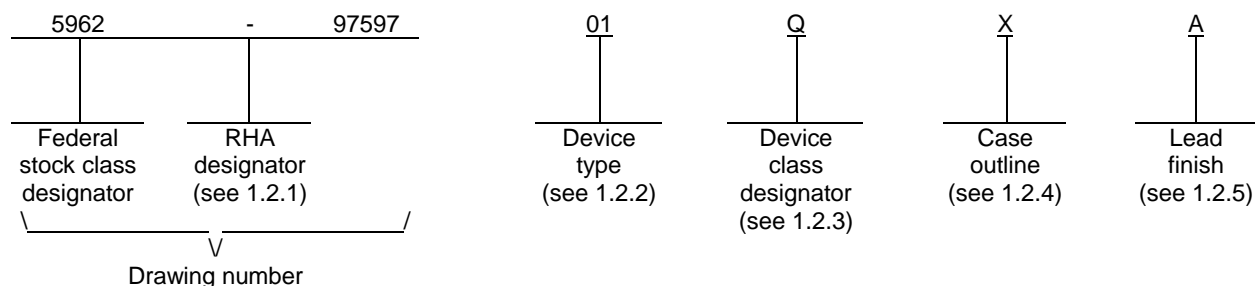 5962 - 97597 01 Q X A
Federal stock class designator
RHA designator (see 1.2.1)
Device type (see 1.2.2)
Device class designator (see 1.2.3)
Case outline (see 1.2.4)
Lead finish (see 1.2.5)
\ /
\/
Drawing number